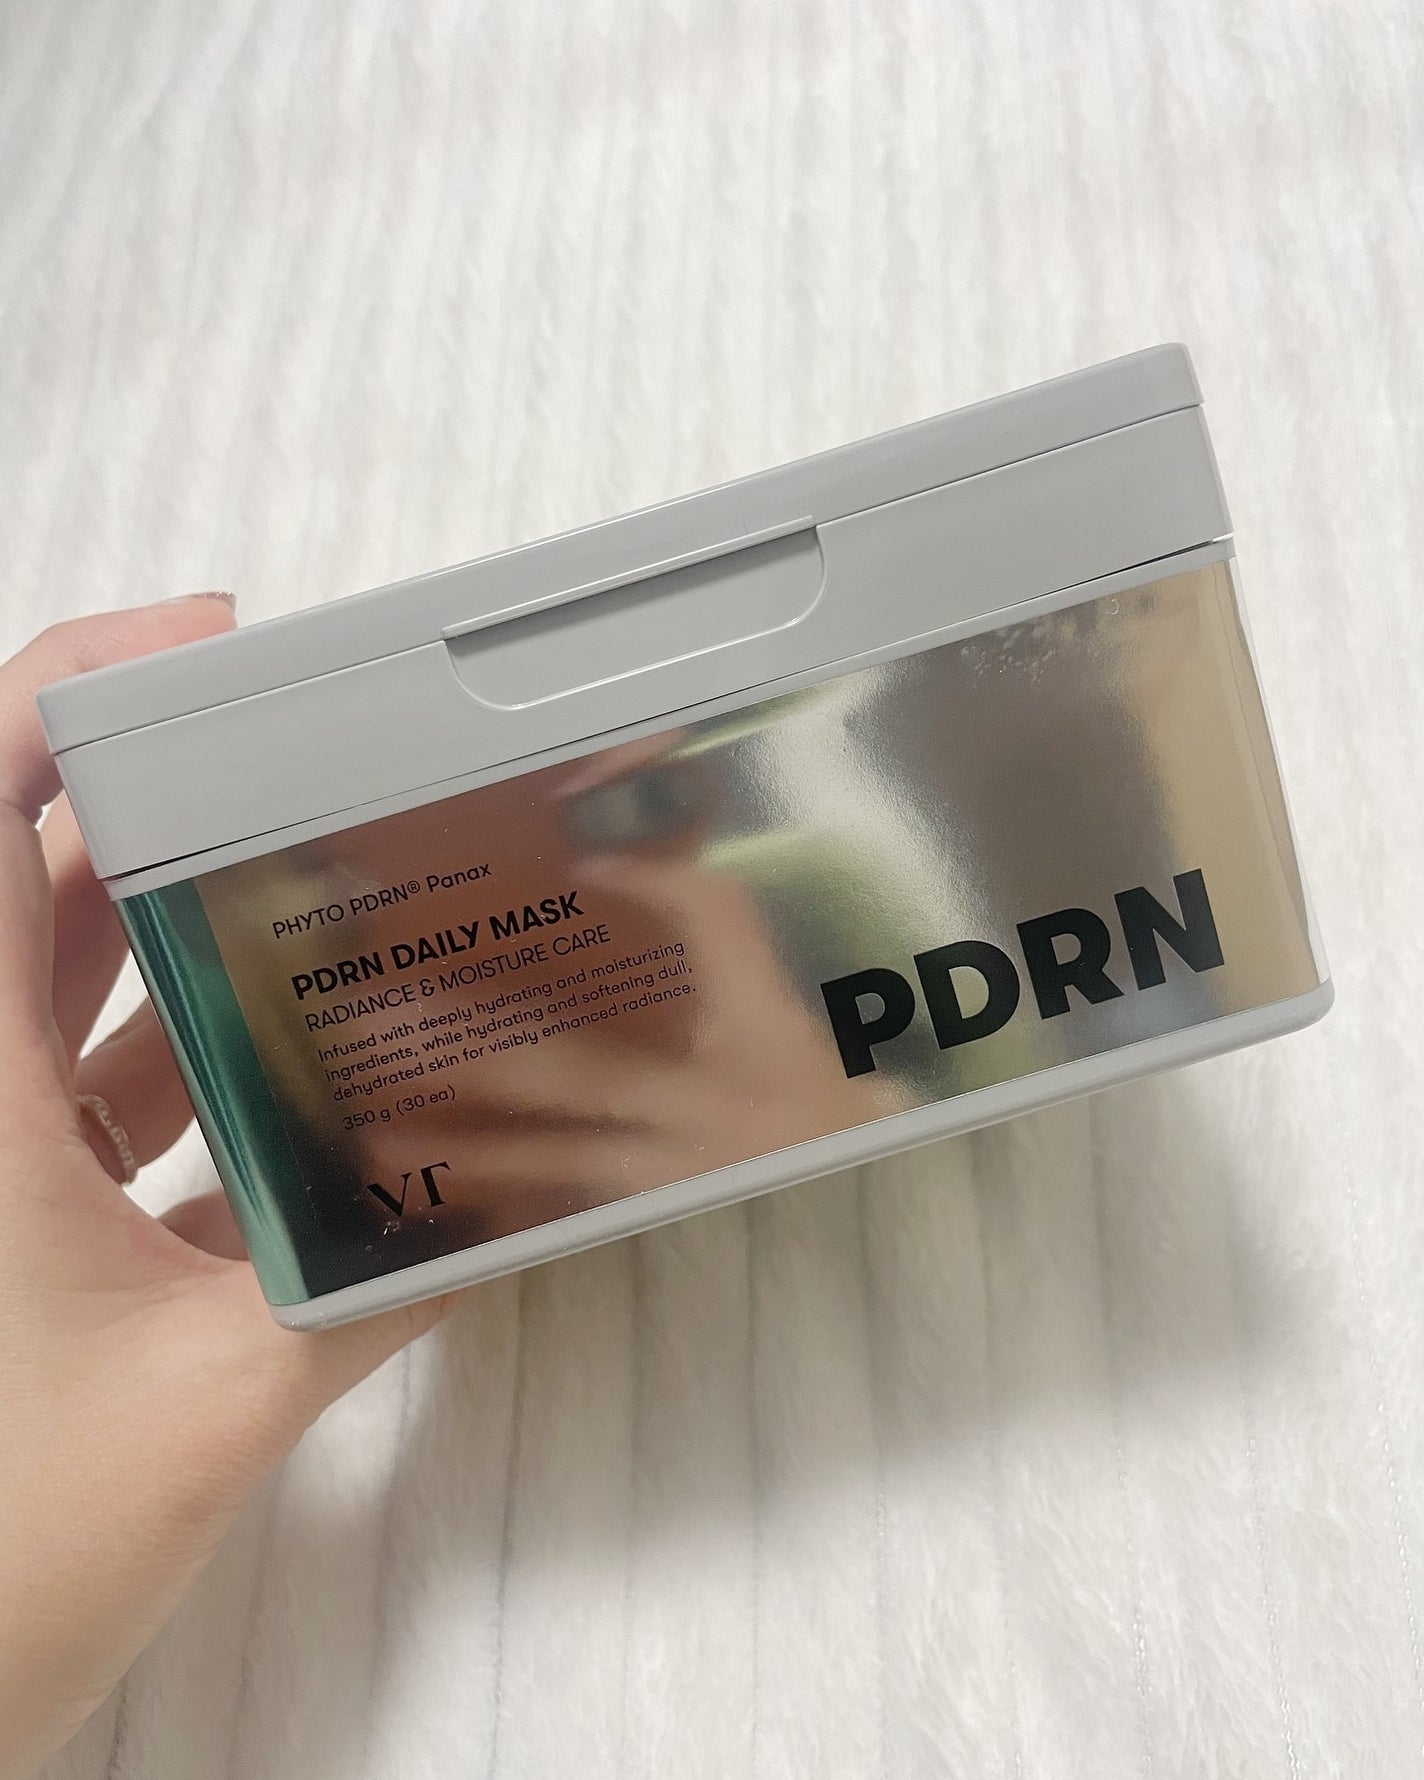 PHYTO PDRN® Panax
PDRN DAILY MASK
RADIANCE & MOISTURE CARE
Infused with deeply hydrating and moisturizing
ingredients, while hydrating and softening dull,
dehydrated skin for visibly enhanced radiance.
350 g (30 ea)
VT
PDRN